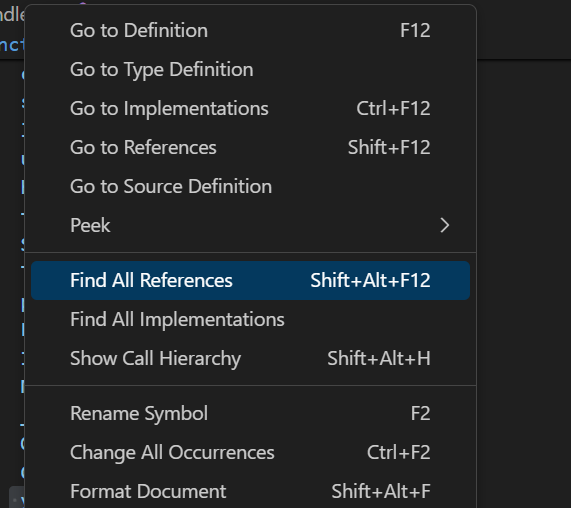 Go to Definition F12
Go to Type Definition
Go to Implementations Ctrl+F12
Go to References Shift+F12
Go to Source Definition
Peek
Find All References Shift+Alt+F12
Find All Implementations
Show Call Hierarchy Shift+Alt+H
Rename Symbol F2
Change All Occurrences Ctrl+F2
Format Document Shift+Alt+F